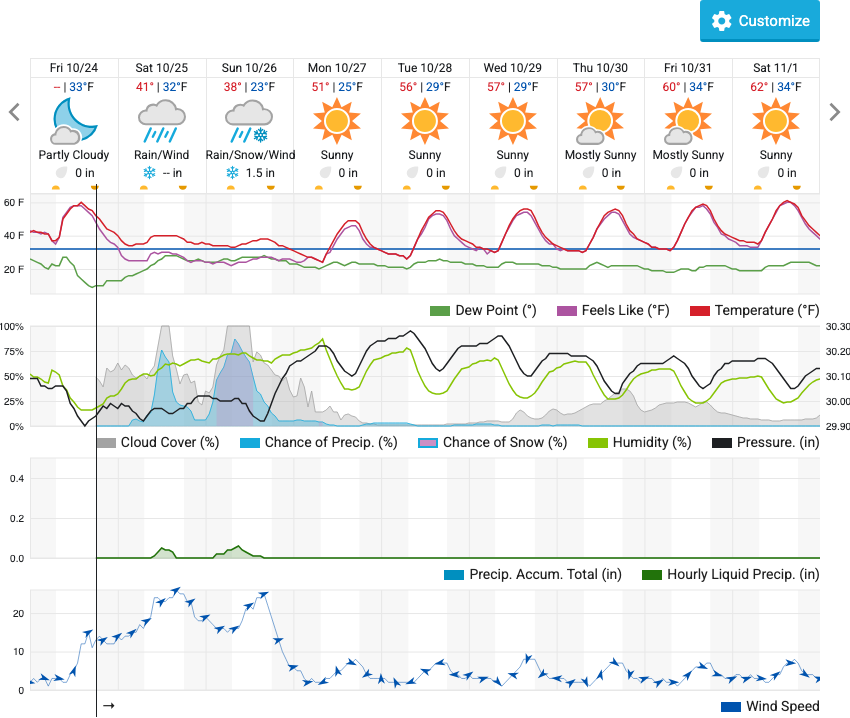 Customize
Fri 10/24 Sat 10/25 Sun 10/26 Mon 10/27 Tue 10/28 Wed 10/29 Thu 10/30 Fri 10/31 Sat 11/1
-- | 33°F 41° | 32°F 38° | 23°F 51° | 25°F 56° | 29°F 57° | 29°F 57° | 30°F 60° | 34°F 62° | 34°F
Partly Cloudy Rain/Wind Rain/Snow/Wind Sunny Sunny Sunny Mostly Sunny Mostly Sunny Sunny
0 in -- in 1.5 in 0 in 0 in 0 in 0 in 0 in 0 in
60 F
40 F
20 F
Dew Point (°) Feels Like (°F) Temperature (°F)
100% 30.30
75% 30.20
50% 30.10
25% 30.00
0% 29.90
Cloud Cover (%) Chance of Precip. (%) Chance of Snow (%) Humidity (%) Pressure. (in)
0.4
0.2
0.0
Precip. Accum. Total (in) Hourly Liquid Precip. (in)
20
10
0
→
Wind Speed